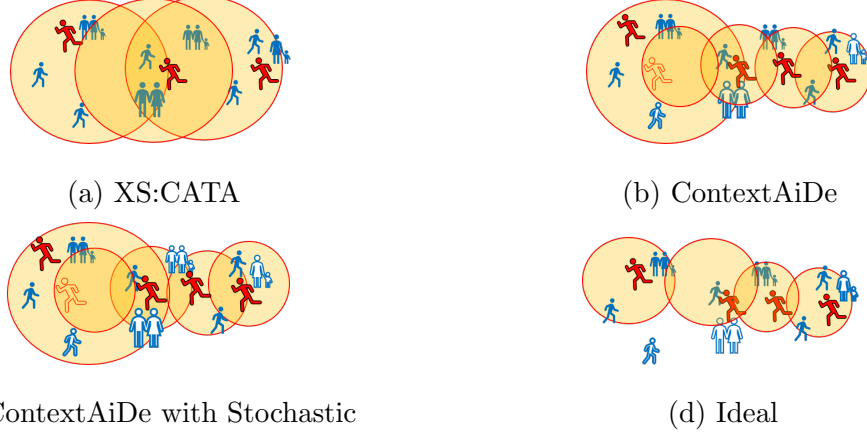 (a) XS:CATA
(b) ContextAiDe
ContextAiDe with Stochastic
(d) Ideal